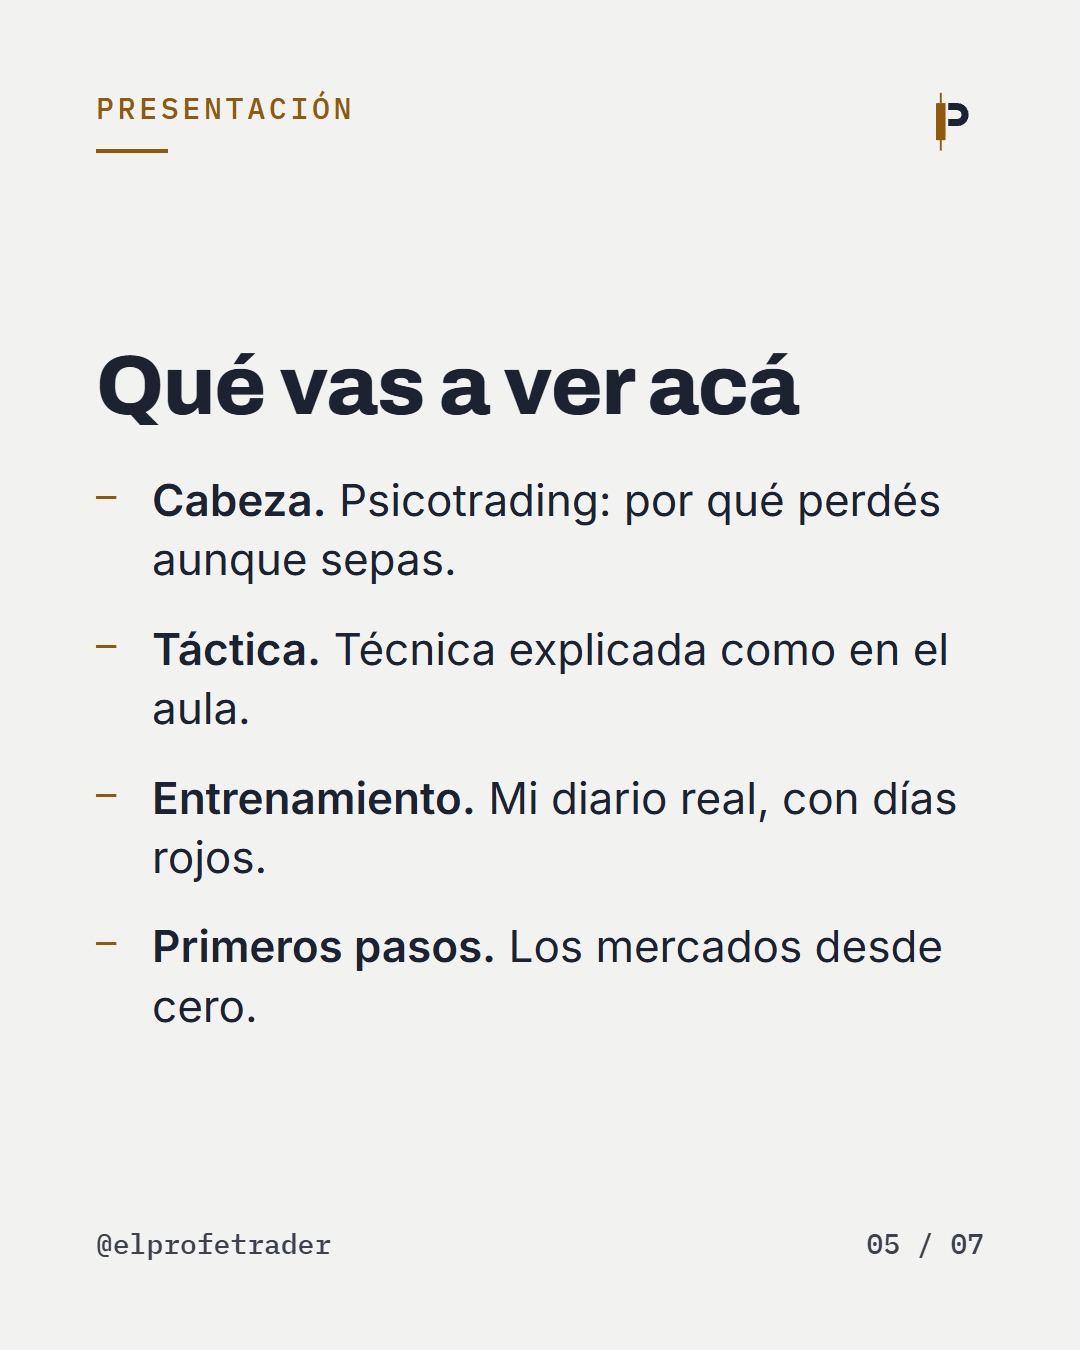 PRESENTACIÓN
Qué vas a ver acá
– Cabeza. Psicotrading: por qué perdés
aunque sepas.
– Táctica. Técnica explicada como en el
aula.
– Entrenamiento. Mi diario real, con días
rojos.
– Primeros pasos. Los mercados desde
cero.
@elprofetrader
05 / 07